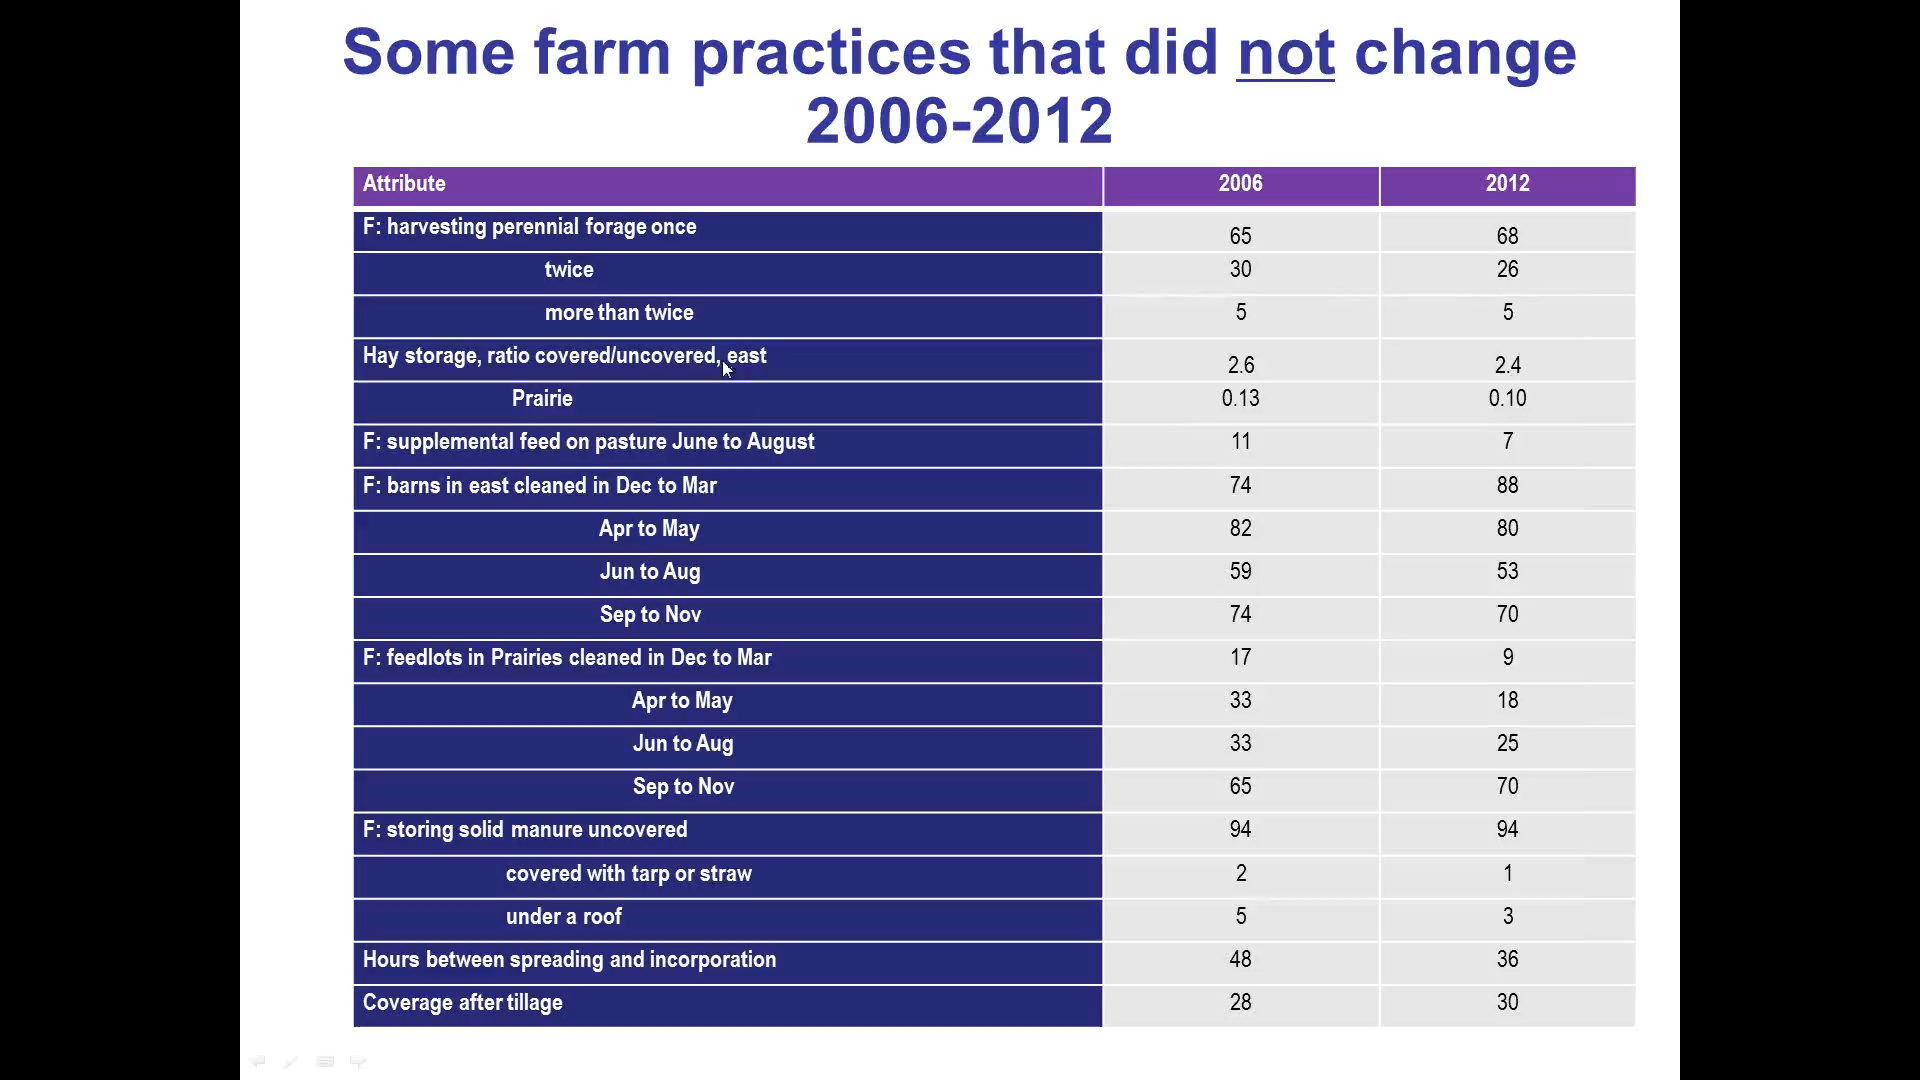 Some farm practices that did not change
2006-2012
Attribute 2006 2012
F: harvesting perennial forage once 65 68
twice 30 26
more than twice 5 5
Hay storage, ratio covered/uncovered, east 2.6 2.4
Prairie 0.13 0.10
F: supplemental feed on pasture June to August 11 7
F: barns in east cleaned in Dec to Mar 74 88
Apr to May 82 80
Jun to Aug 59 53
Sep to Nov 74 70
F: feedlots in Prairies cleaned in Dec to Mar 17 9
Apr to May 33 18
Jun to Aug 33 25
Sep to Nov 65 70
F: storing solid manure uncovered 94 94
covered with tarp or straw 2 1
under a roof 5 3
Hours between spreading and incorporation 48 36
Coverage after tillage 28 30